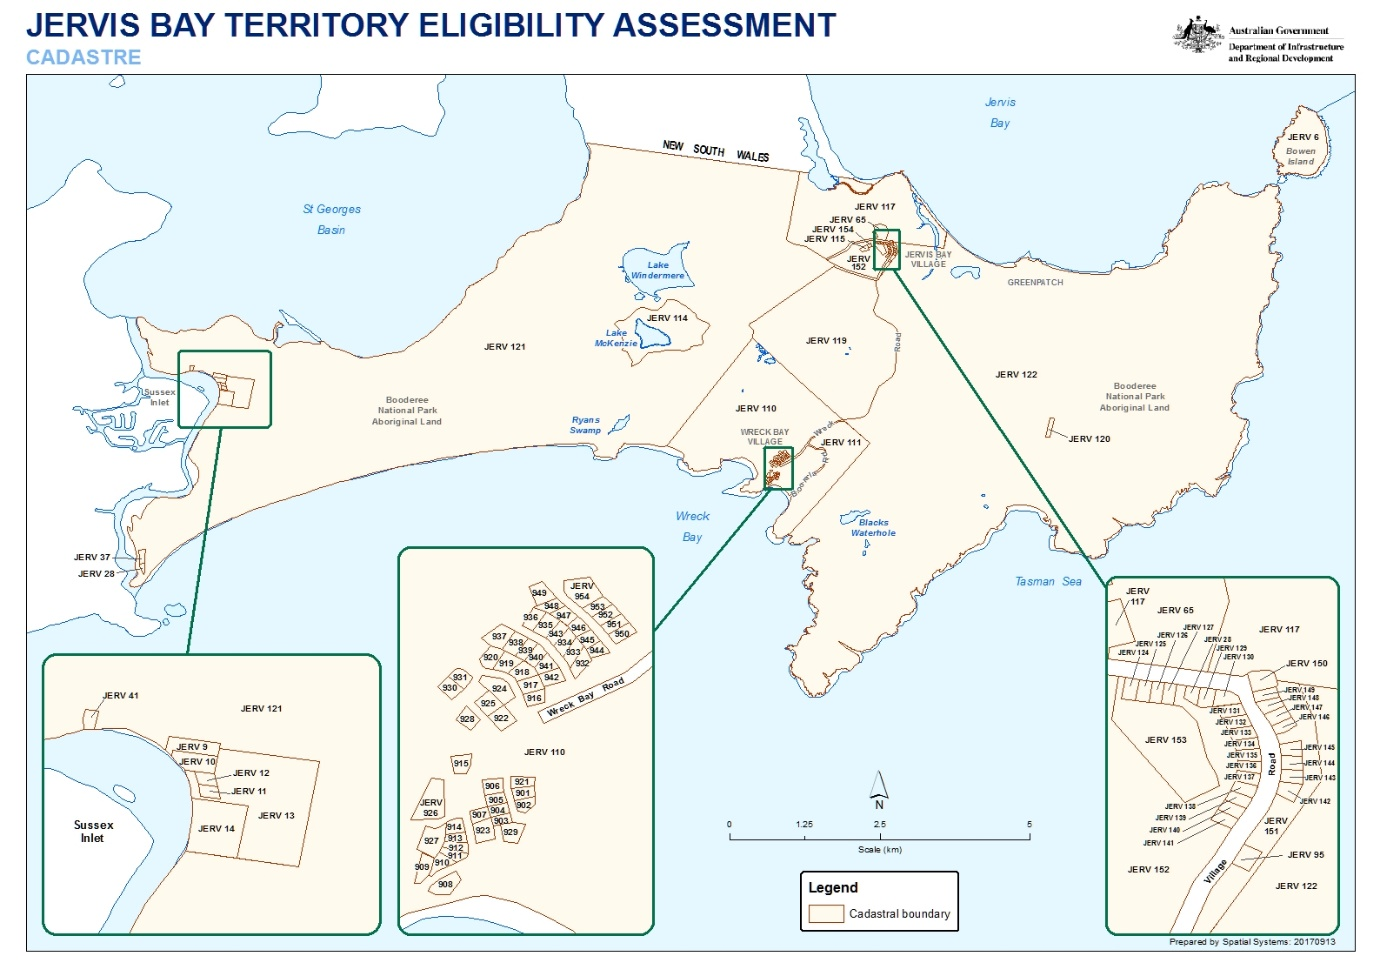 JERVIS BAY TERRITORY ELIGIBILITY ASSESSMENT
CADASTRE
Australian Government
Department of Infrastructure
and Regional Development
Jervis
Bay
JERV 6
Bowen
Island
NEW SOUTH WALES
St Georges
Basin
JERV 117
JERV 65
JERV 154
JERV 115
JERV
152
JERVIS BAY
VILLAGE
GREENPATCH
Lake
Windermere
JERV 114
Lake
McKenzie
JERV 121
JERV 119
Road
JERV 122
Booderee
National Park
Aboriginal Land
Booderee
National Park
Aboriginal Land
Sussex
Inlet
JERV 110
Ryans
Swamp
WRECK BAY
VILLAGE
Wreck
JERV 111
JERV 120
Wreck
Bay
Blacks
Waterhole
Tasman Sea
JERV 37
JERV 28
JERV 41
JERV 121
JERV 9
JERV 10
JERV 12
JERV 11
JERV 13
JERV 14
Sussex
Inlet
949
JERV
954
948
953
936
947
952
935
946
951
943
950
937
938
934
945
939
933
944
920
940
932
919
941
918
942
931
930
924
917
916
925
Wreck Bay Road
928
922
JERV 110
915
906
921
905
901
JERV
926
904
902
907
903
914
923
929
927
913
912
911
909
910
908
JERV
117
JERV 65
JERV 117
JERV 127
JERV 126
JERV 125
JERV 124
JERV 28
JERV 129
JERV 130
JERV 150
JERV 149
JERV 148
JERV 147
JERV 146
JERV 131
JERV 132
JERV 133
JERV 134
JERV 135
JERV 136
JERV 137
JERV 153
Road
JERV 145
JERV 144
JERV 143
JERV 142
JERV 138
JERV 139
JERV 140
JERV 141
JERV
151
JERV 95
JERV 152
Village
JERV 122
N
0 1.25 2.5 5
Scale (km)
Legend
Cadastral boundary
Prepared by Spatial Systems: 20170913